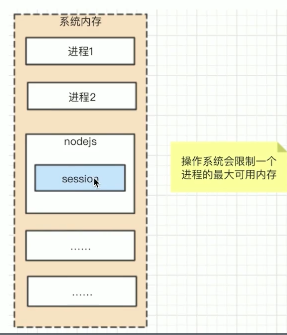 系统内存
进程1
进程2
nodejs
session
操作系统会限制一个
进程的最大可用内存
……
……